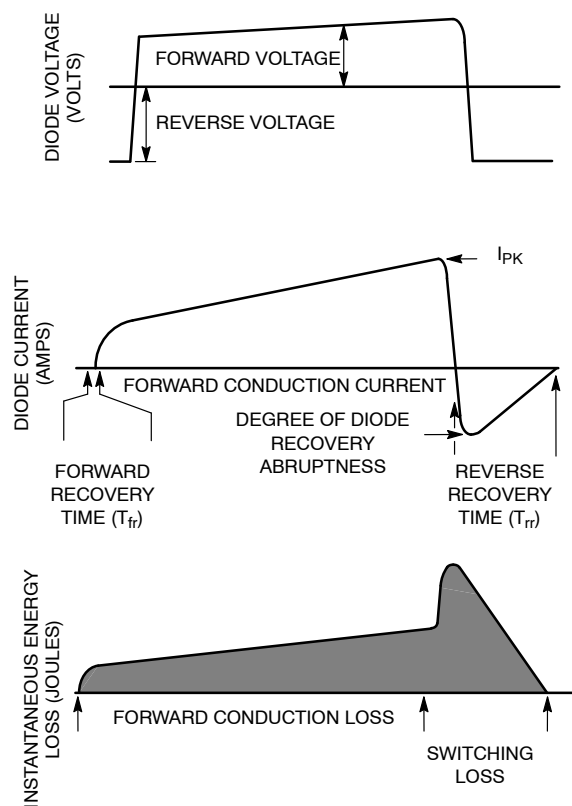 DIODE VOLTAGE
(VOLTS)
FORWARD VOLTAGE
REVERSE VOLTAGE
DIODE CURRENT
(AMPS)
IPK
FORWARD CONDUCTION CURRENT
DEGREE OF DIODE
RECOVERY
ABRUPTNESS
FORWARD
RECOVERY
TIME (Tfr)
REVERSE
RECOVERY
TIME (Trr)
INSTANTANEOUS ENERGY
LOSS (JOULES)
FORWARD CONDUCTION LOSS
SWITCHING
LOSS